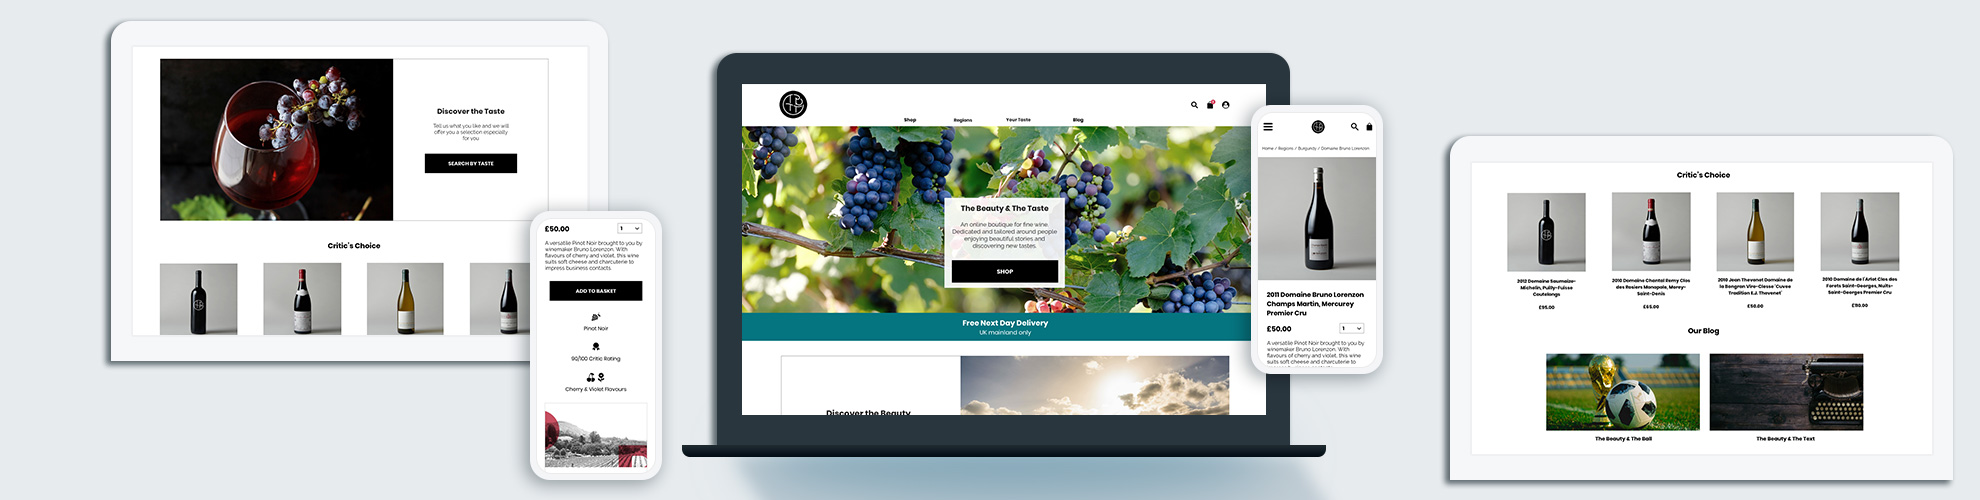 Discover the Taste
Tell us what you like and we will
offer you a selection especially
for you
SEARCH BY TASTE
Critic's Choice
£50.00
1
A versatile Pinot Noir brought to you by
winemaker Bruno Lorenzon. With
flavours of cherry and violet, this wine
suits soft cheese and charcuterie to
impress business contacts.
ADD TO BASKET
Pinot Noir
90/100 Critic Rating
Cherry & Violet Flavours
Shop
Regions
Your Taste
Blog
The Beauty & The Taste
An online boutique for fine wine.
Dedicated and tailored around people
enjoying beautiful stories and
discovering new tastes.
SHOP
Free Next Day Delivery
UK mainland only
Discover the Beauty
Home / Regions / Burgundy / Domaine Bruno Lorenzon
2011 Domaine Bruno Lorenzon
Champs Martin, Mercurey
Premier Cru
£50.00
1
A versatile Pinot Noir brought to you by
winemaker Bruno Lorenzon. With
flavours of cherry and violet, this wine
suits soft cheese and charcuterie to
Critic's Choice
2012 Domaine Saumaize-
Michelin, Puilly-Fuisse
£95.00
2010 Domaine Chantal Remy Clos
des Rosiers Monopole, Morey-
Saint-Denis
£65.00
2010 Jean Thevenet Domaine de
la Bongran Vire-Clesse 'Cuvee
Tradition E.J. Thevenet'
£50.00
2010 Domaine de l'Arlot Clos des
Forets Saint-Georges, Nuits-
Saint-Georges Premier Cru
£110.00
Our Blog
The Beauty & The Ball
The Beauty & The Text